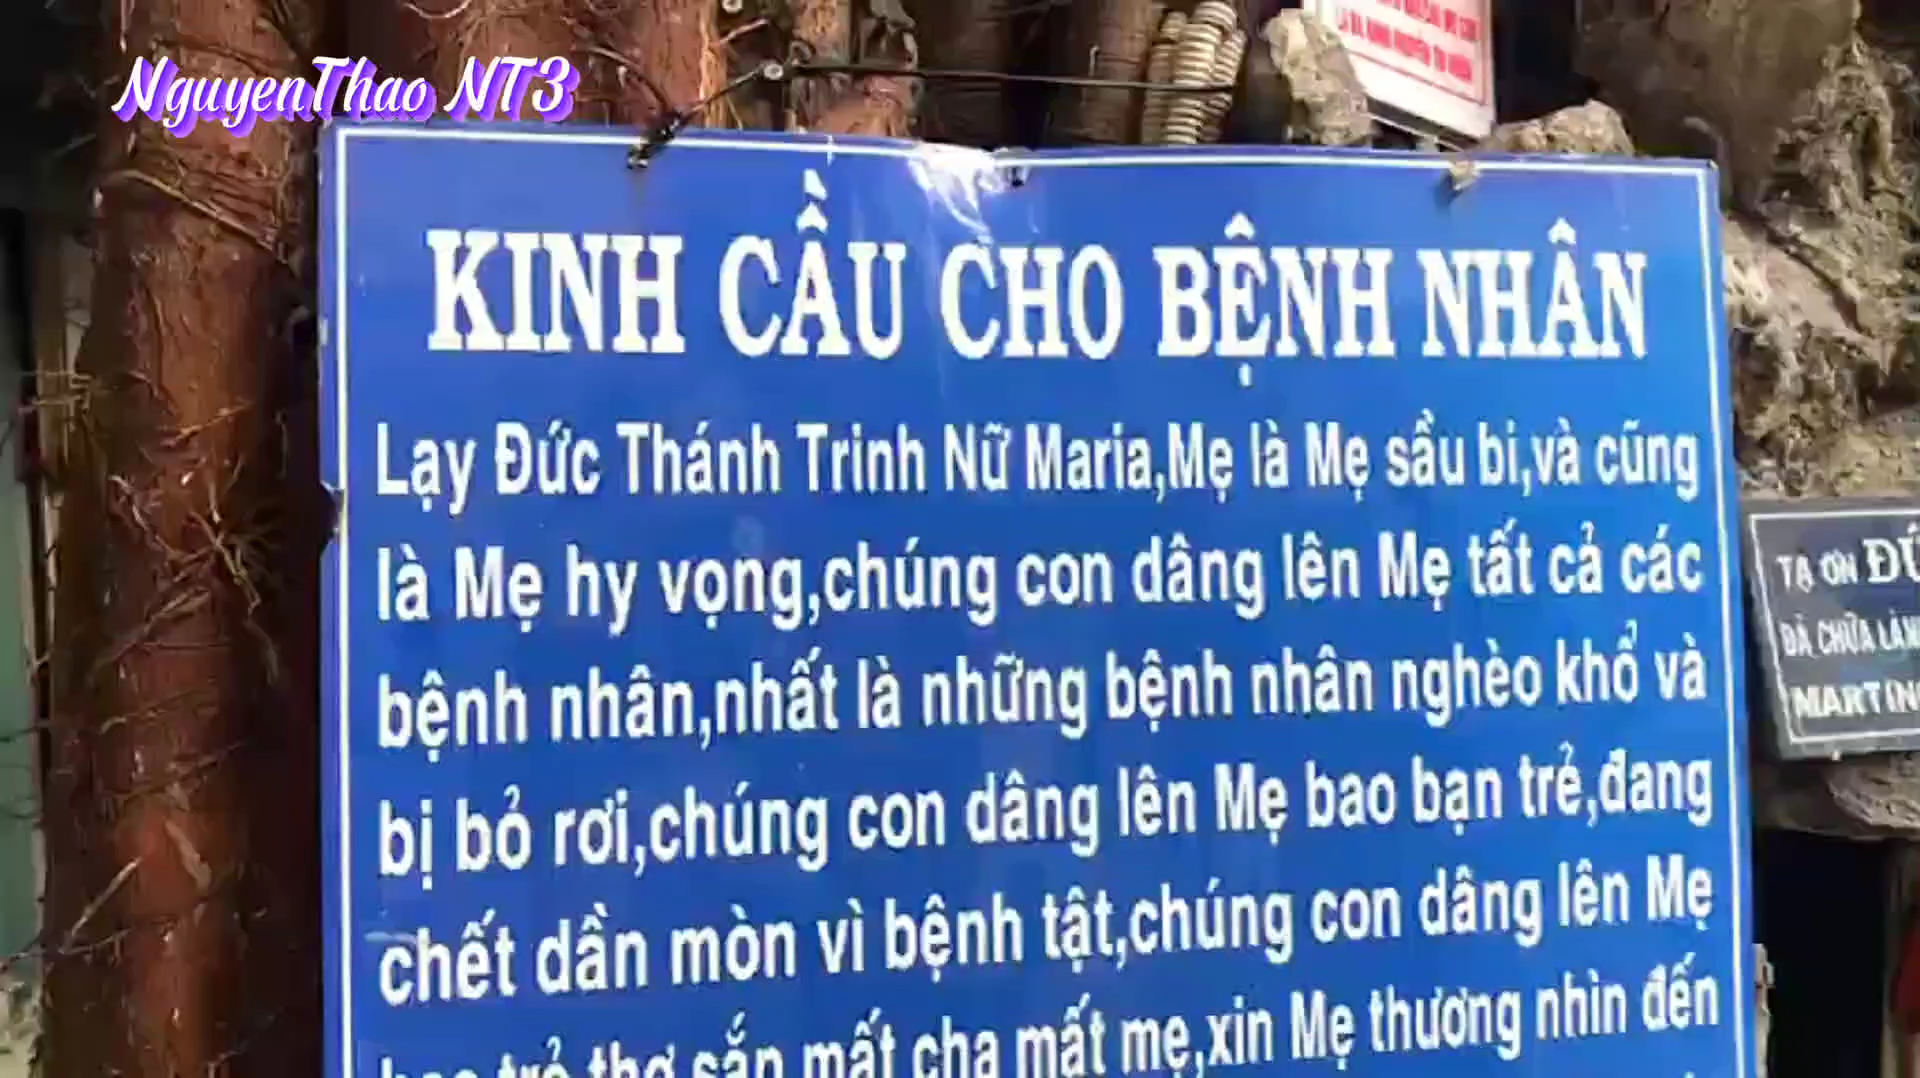 NguyenThao NT3
KINH CẦU CHO BỆNH NHÂN
Lạy Đức Thánh Trinh Nữ Maria,Mẹ là Mẹ sầu bi,và cũng
là Mẹ hy vọng,chúng con dâng lên Mẹ tất cả các
bệnh nhân,nhất là những bệnh nhân nghèo khổ và
bị bỏ rơi,chúng con dâng lên Mẹ bao bạn trẻ,đang
chết dần mòn vì bệnh tật,chúng con dâng lên Mẹ
bao trẻ thơ sắp mất cha mất mẹ,xin Mẹ thương nhìn đến
TẠ ƠN
ĐÃ CHỮA